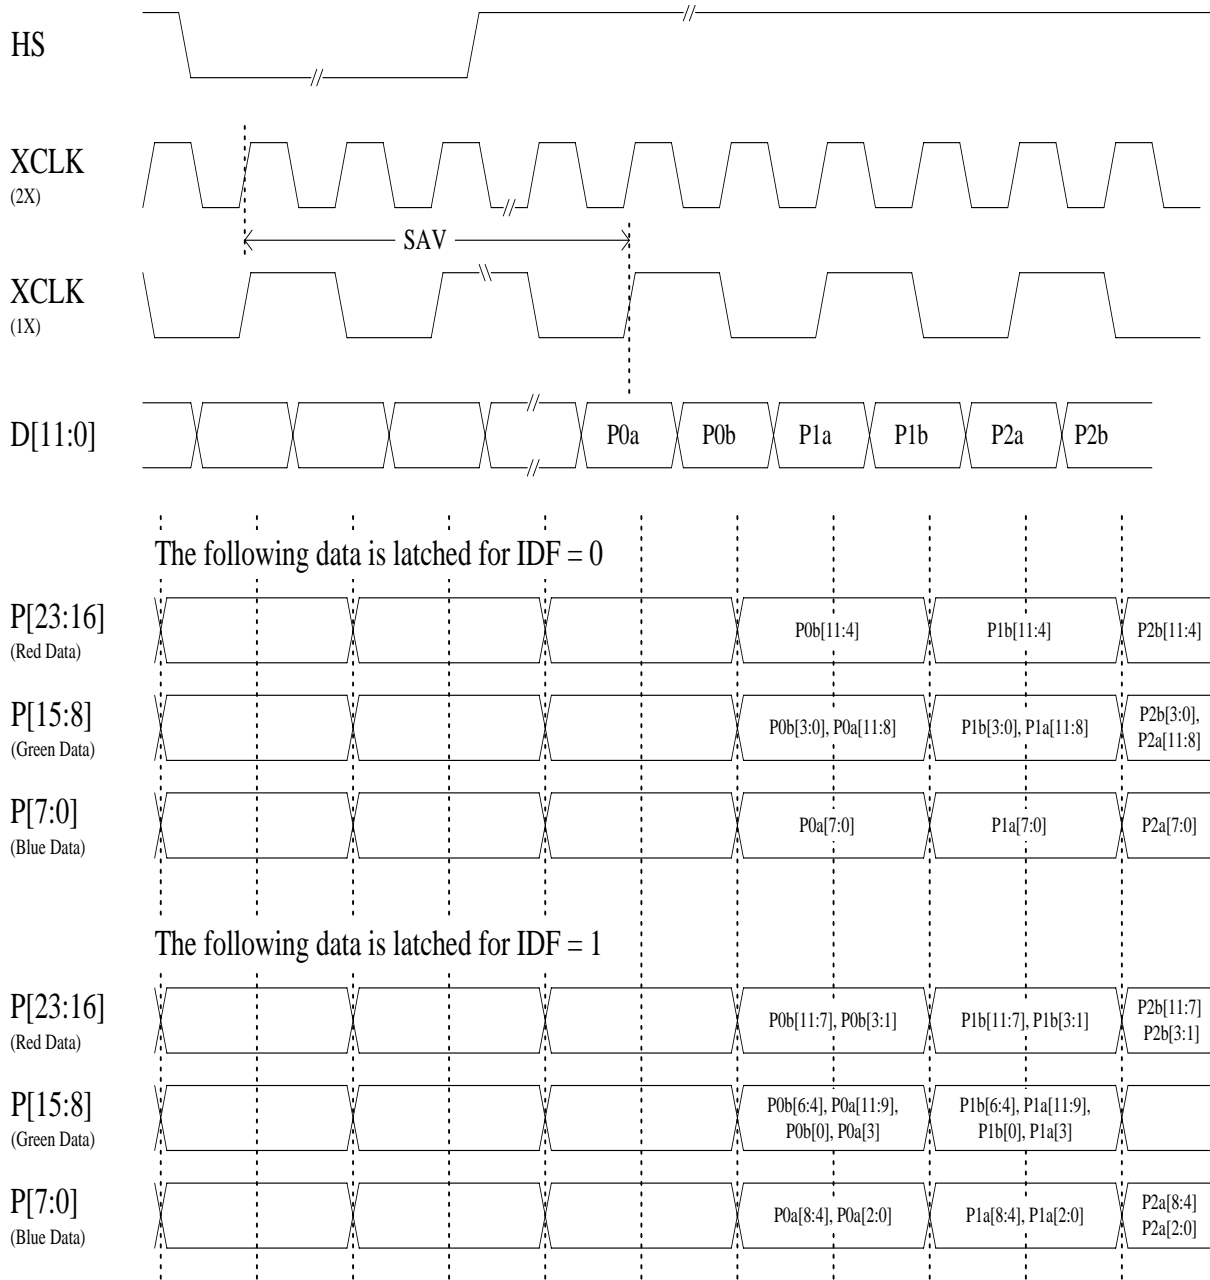 HS
XCLK
(2X)
SAV
XCLK
(1X)
D[11:0]
P0a P0b P1a P1b P2a P2b
The following data is latched for IDF = 0
P[23:16]
(Red Data)
P0b[11:4] P1b[11:4] P2b[11:4]
P[15:8]
(Green Data)
P0b[3:0], P0a[11:8] P1b[3:0], P1a[11:8] P2b[3:0],
P2a[11:8]
P[7:0]
(Blue Data)
P0a[7:0] P1a[7:0] P2a[7:0]
The following data is latched for IDF = 1
P[23:16]
(Red Data)
P0b[11:7], P0b[3:1] P1b[11:7], P1b[3:1] P2b[11:7]
P2b[3:1]
P[15:8]
(Green Data)
P0b[6:4], P0a[11:9], P1b[6:4], P1a[11:9],
P0b[0], P0a[3] P1b[0], P1a[3]
P[7:0]
(Blue Data)
P0a[8:4], P0a[2:0] P1a[8:4], P1a[2:0] P2a[8:4]
P2a[2:0]